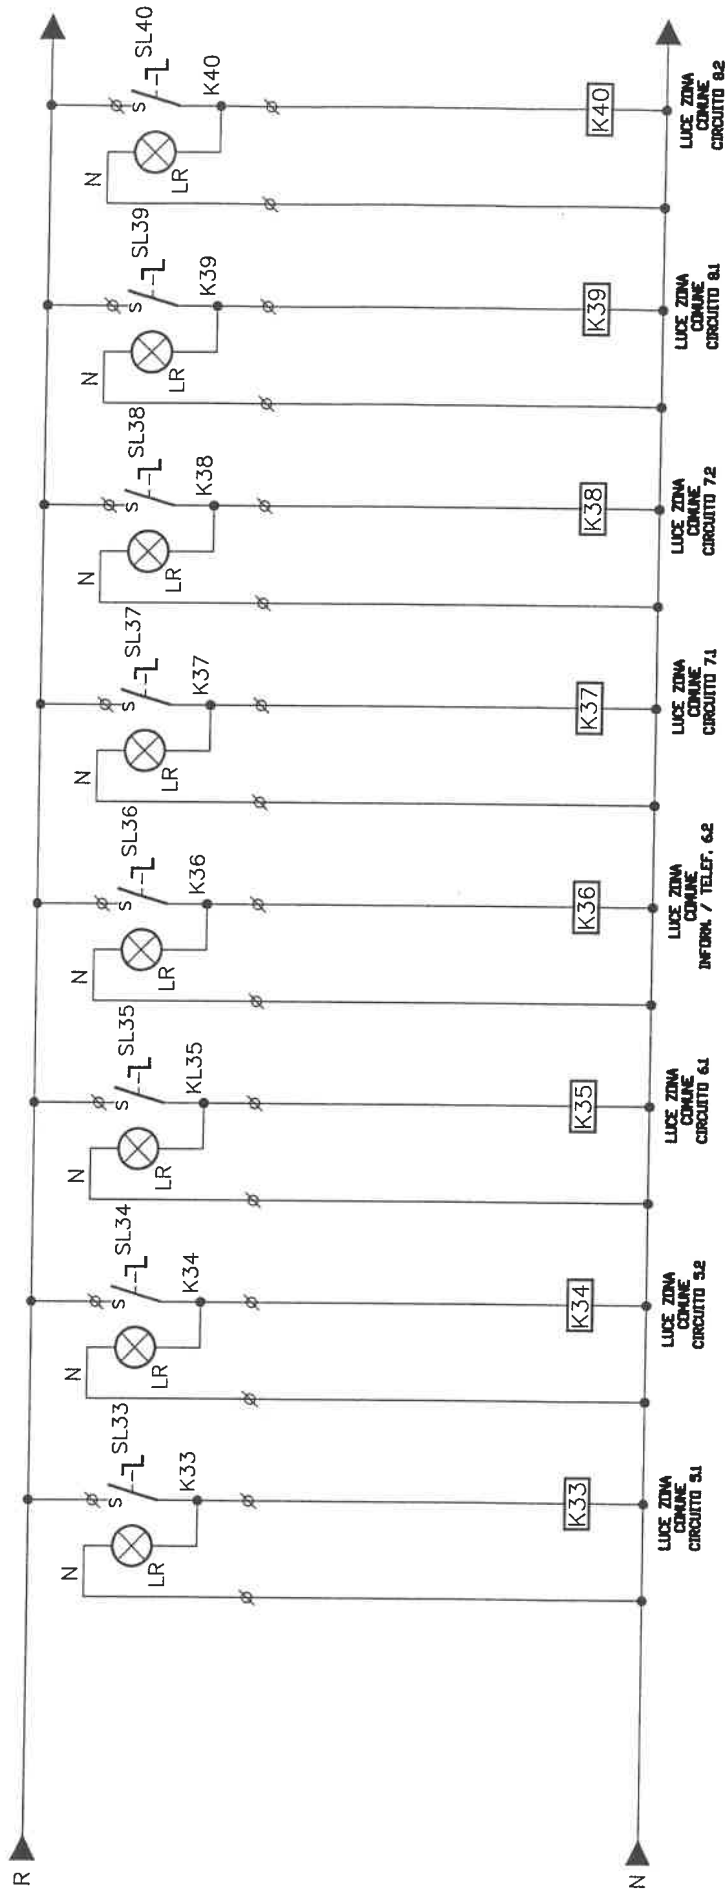 R
N
N
SL33
S
LR
K33
K33
LUCE ZONA
COMUNE
CIRCUITO 5.1
N
SL34
S
LR
K34
K34
LUCE ZONA
COMUNE
CIRCUITO 5.2
N
SL35
S
LR
KL35
K35
LUCE ZONA
COMUNE
CIRCUITO 6.1
N
SL36
S
LR
K36
K36
LUCE ZONA
COMUNE
INFORM. / TELEF. 6.2
N
SL37
S
LR
K37
K37
LUCE ZONA
COMUNE
CIRCUITO 7.1
N
SL38
S
LR
K38
K38
LUCE ZONA
COMUNE
CIRCUITO 7.2
N
SL39
S
LR
K39
K39
LUCE ZONA
COMUNE
CIRCUITO 8.1
N
SL40
S
LR
K40
K40
LUCE ZONA
COMUNE
CIRCUITO 8.2